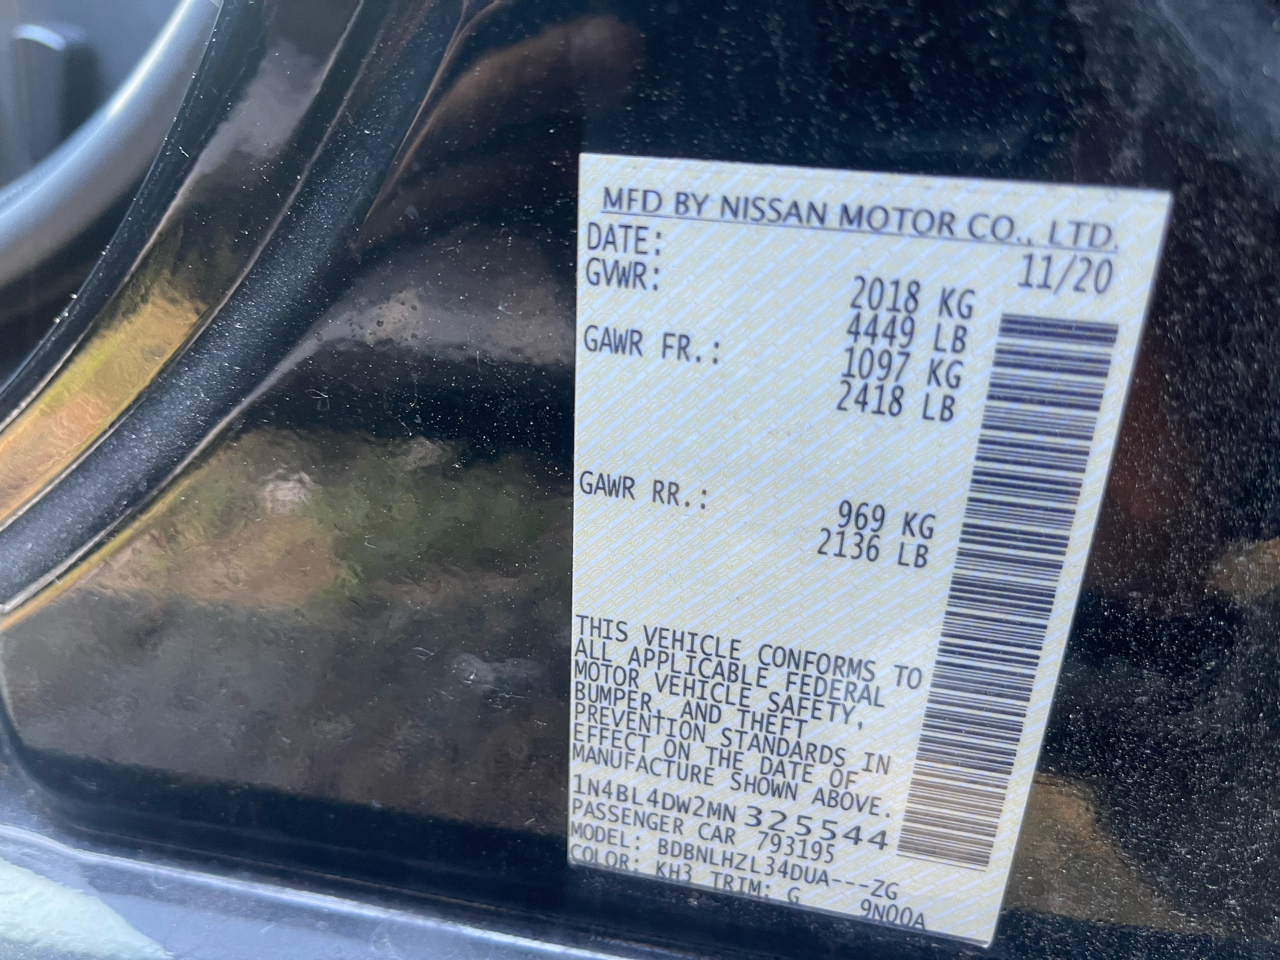 MFD BY NISSAN MOTOR CO., LTD.
DATE: 11/20
GVWR: 2018 KG
4449 LB
GAWR FR.: 1097 KG
2418 LB
GAWR RR.: 969 KG
2136 LB
THIS VEHICLE CONFORMS TO
ALL APPLICABLE FEDERAL
MOTOR VEHICLE SAFETY,
BUMPER, AND THEFT
PREVENTION STANDARDS IN
EFFECT ON THE DATE OF
MANUFACTURE SHOWN ABOVE.
1N4BL4DW2MN325544
PASSENGER CAR 793195
MODEL: BDBNLHZL34DUA---ZG
COLOR: KH3 TRIM: G 9N00A